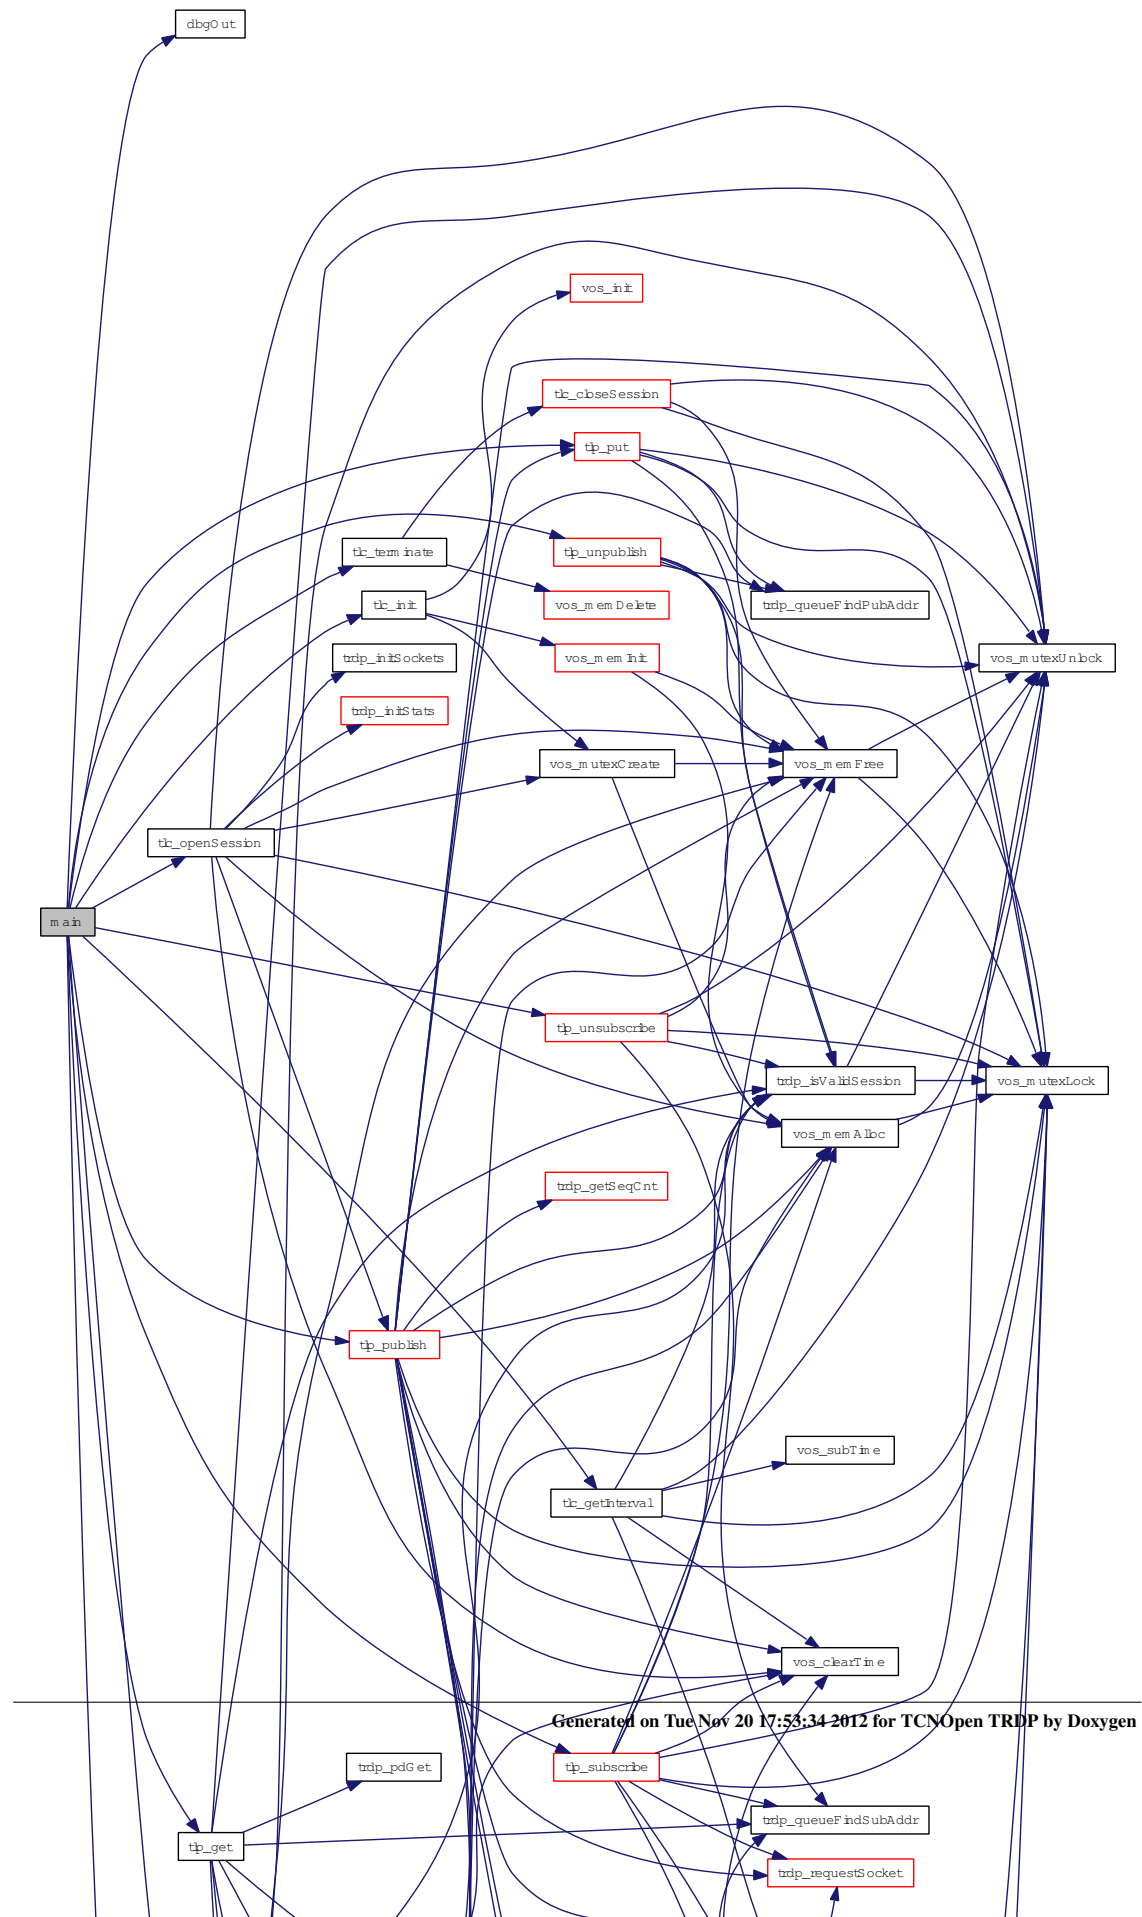 dbgOut
vos_init
tlc_closeSession
tlp_put
tlc_terminate
tlp_unpublish
tlc_init
vos_memDelete
trdp_queueFindPubAddr
trdp_initSockets
vos_memInit
vos_mutexUnlock
trdp_initStats
vos_mutexCreate
vos_memFree
tlc_openSession
main
tlp_unsubscribe
trdp_isValidSession
vos_mutexLock
vos_memAlloc
trdp_getSeqCnt
tlp_publish
vos_subTime
tlc_getInterval
vos_clearTime
Generated on Tue Nov 20 17:53:34 2012 for TCNOpen TRDP by Doxygen
trdp_pdGet
tlp_subscribe
trdp_queueFindSubAddr
tlp_get
trdp_requestSocket